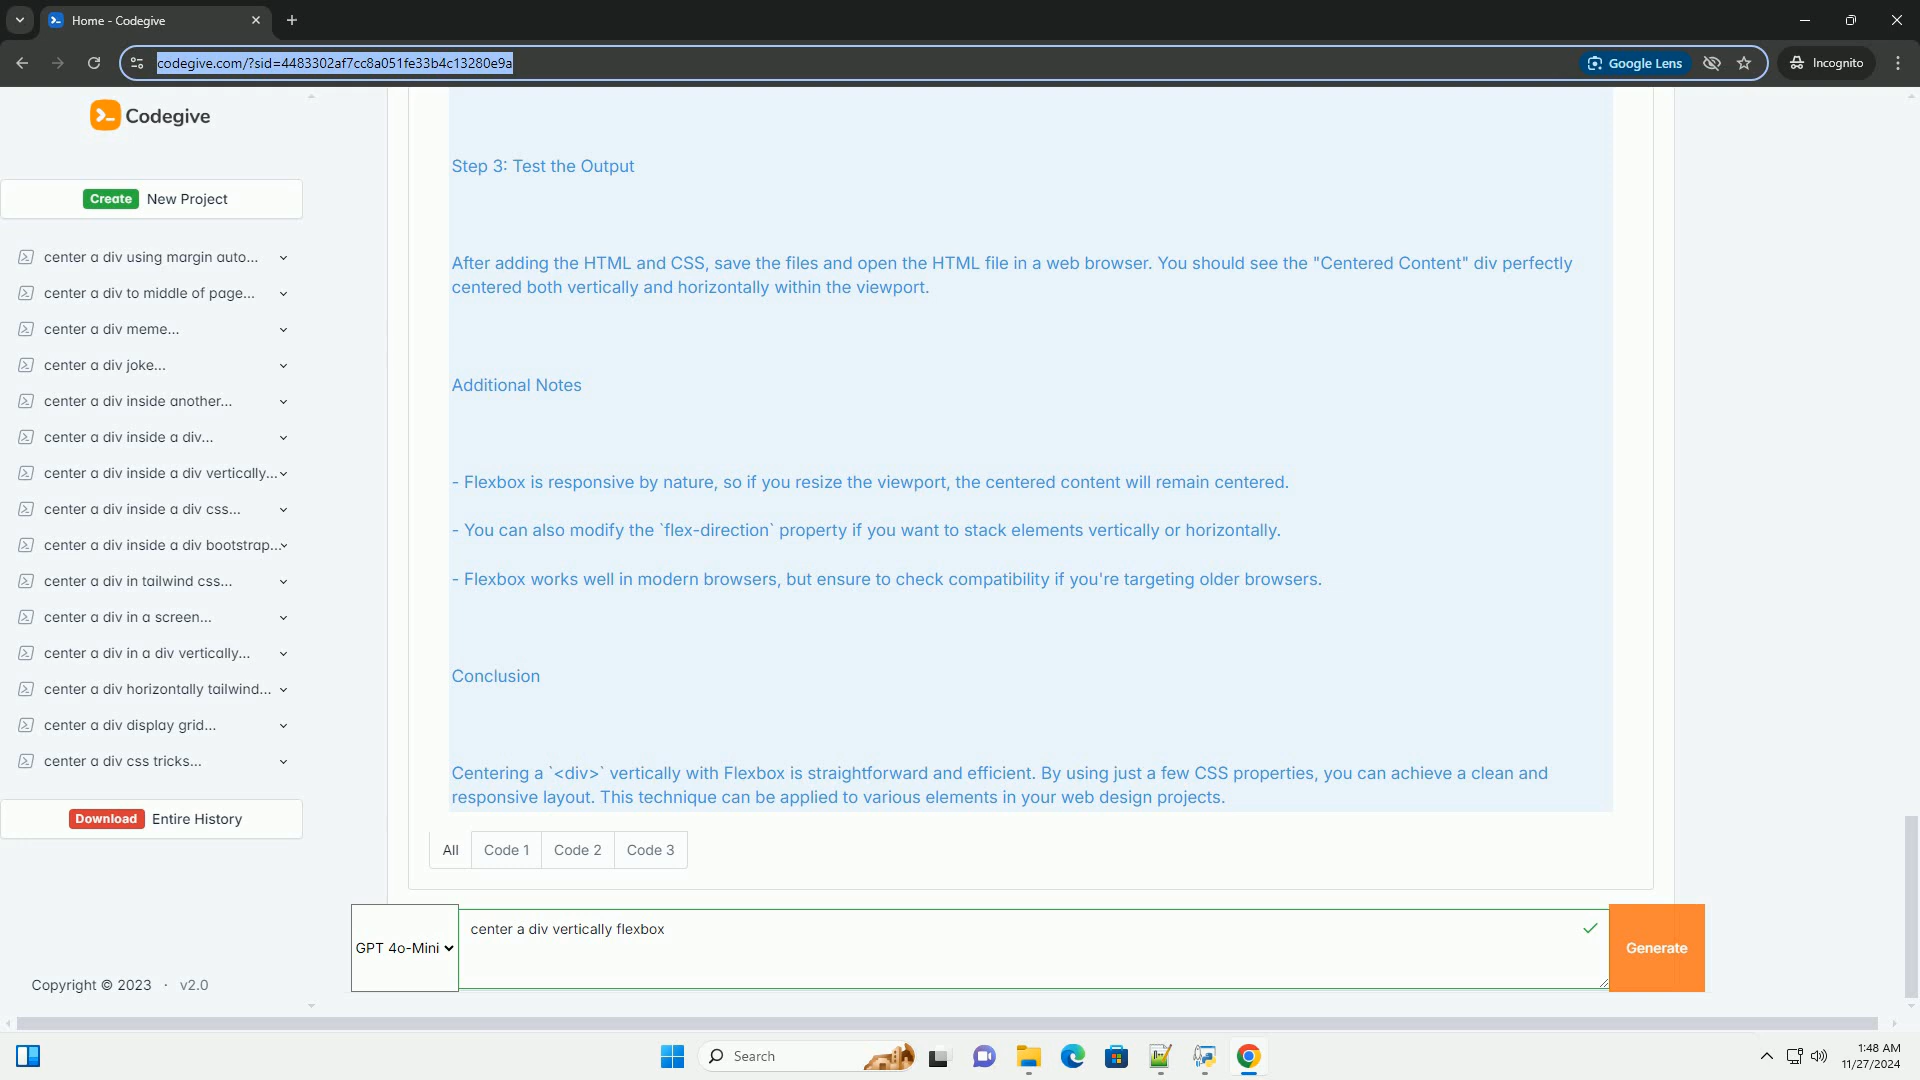 Home - Codegive
codegive.com/?sid=4483302af7cc8a051fe33b4c13280e9a
Google Lens
Incognito
Codegive
Create New Project
center a div using margin auto...
center a div to middle of page...
center a div meme...
center a div joke...
center a div inside another...
center a div inside a div...
center a div inside a div vertically...
center a div inside a div css...
center a div inside a div bootstrap...
center a div in tailwind css...
center a div in a screen...
center a div in a div vertically...
center a div horizontally tailwind...
center a div display grid...
center a div css tricks...
Download Entire History
Copyright © 2023 · v2.0
Step 3: Test the Output
After adding the HTML and CSS, save the files and open the HTML file in a web browser. You should see the "Centered Content" div perfectly
centered both vertically and horizontally within the viewport.
Additional Notes
- Flexbox is responsive by nature, so if you resize the viewport, the centered content will remain centered.
- You can also modify the `flex-direction` property if you want to stack elements vertically or horizontally.
- Flexbox works well in modern browsers, but ensure to check compatibility if you're targeting older browsers.
Conclusion
Centering a `<div>` vertically with Flexbox is straightforward and efficient. By using just a few CSS properties, you can achieve a clean and
responsive layout. This technique can be applied to various elements in your web design projects.
All Code 1 Code 2 Code 3
GPT 4o-Mini
center a div vertically flexbox
Generate
Search
1:48 AM
11/27/2024